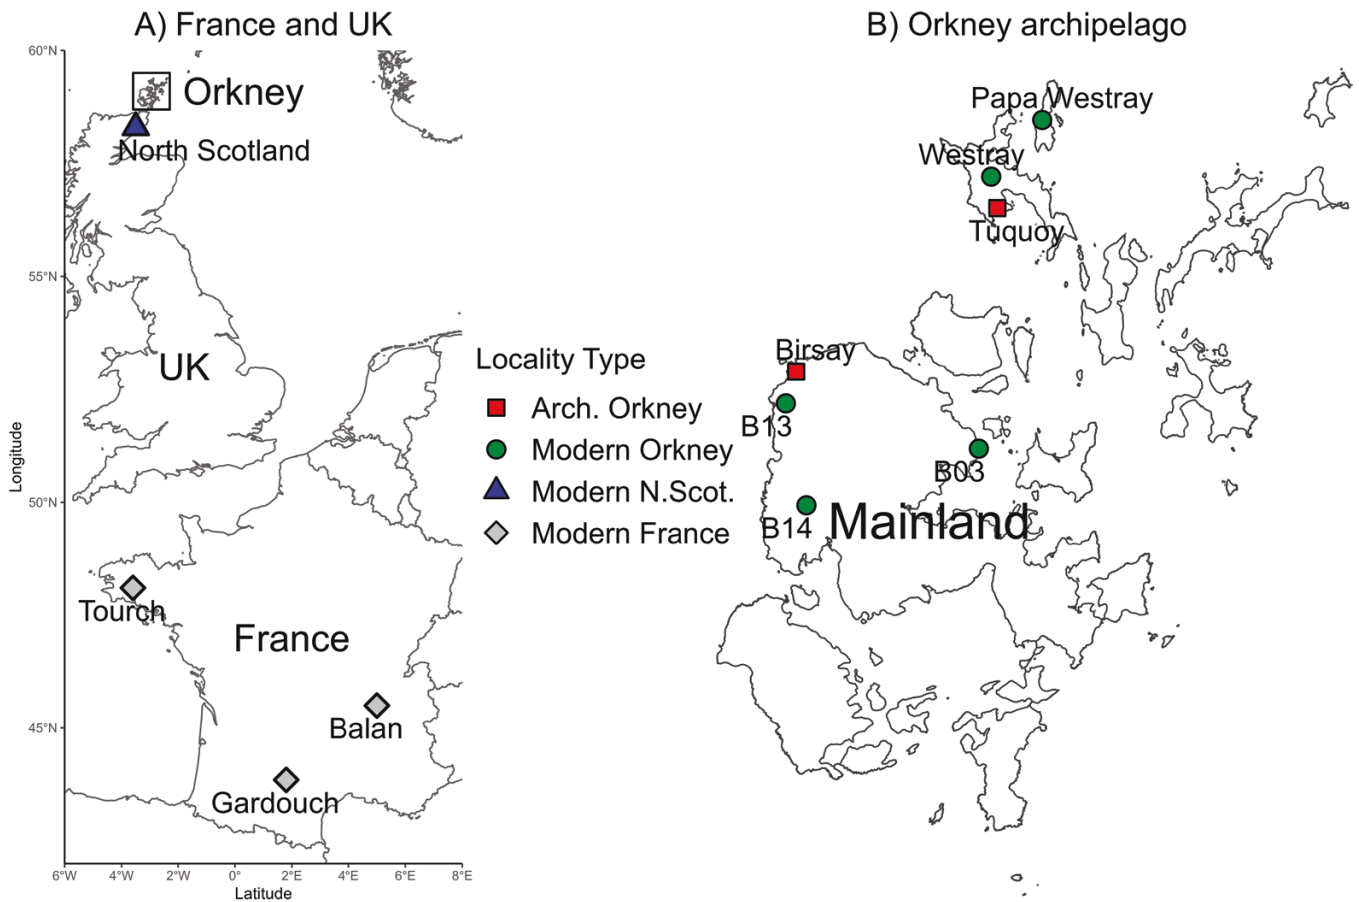 A) France and UK
B) Orkney archipelago
60°N
55°N
50°N
45°N
Longitude
Orkney
North Scotland
UK
Tourch
France
Balan
Gardouch
6°W
4°W
2°W
0°
2°E
4°E
6°E
8°E
Latitude
Locality Type
Arch. Orkney
Modern Orkney
Modern N.Scot.
Modern France
Papa Westray
Westray
Tuquoy
Birsay
B13
B03
B14
Mainland